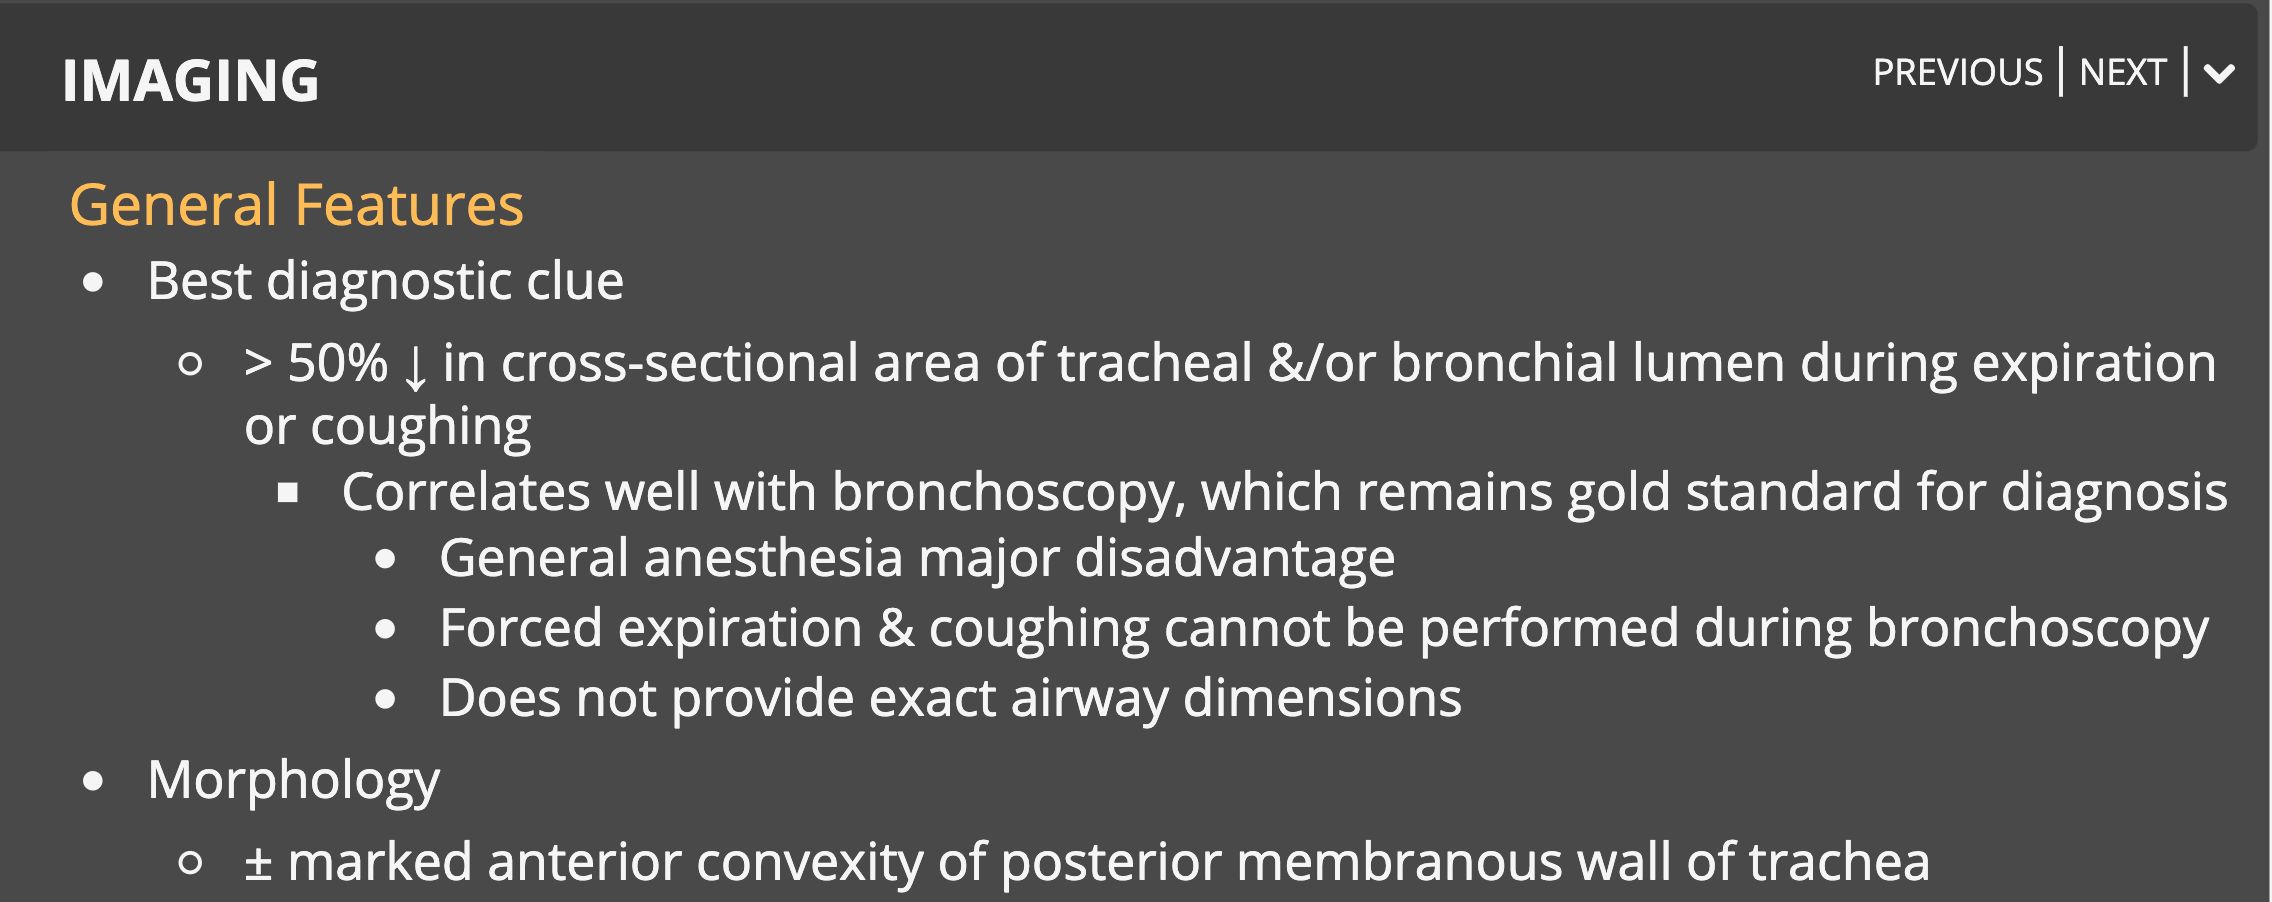 IMAGING
PREVIOUS | NEXT |
General Features
• Best diagnostic clue
○ > 50% ↓ in cross-sectional area of tracheal &/or bronchial lumen during expiration
or coughing
▪ Correlates well with bronchoscopy, which remains gold standard for diagnosis
• General anesthesia major disadvantage
• Forced expiration & coughing cannot be performed during bronchoscopy
• Does not provide exact airway dimensions
• Morphology
○ ± marked anterior convexity of posterior membranous wall of trachea